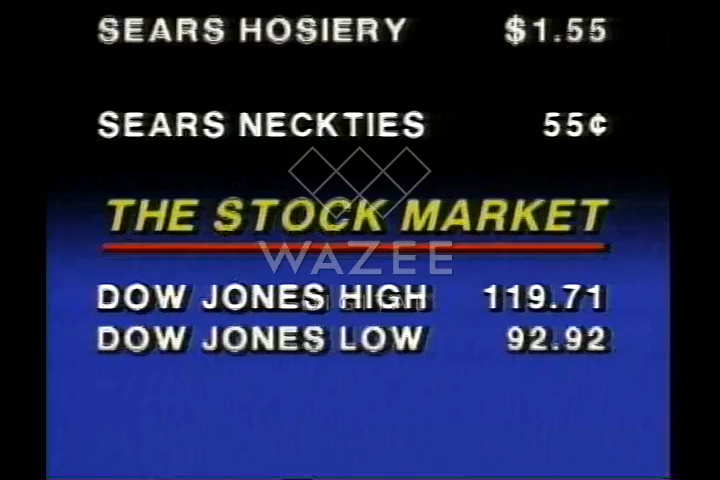 SEARS HOSIERY $1.55
SEARS NECKTIES 55¢
THE STOCK MARKET
WAZEE
DIGITAL
DOW JONES HIGH 119.71
DOW JONES LOW 92.92